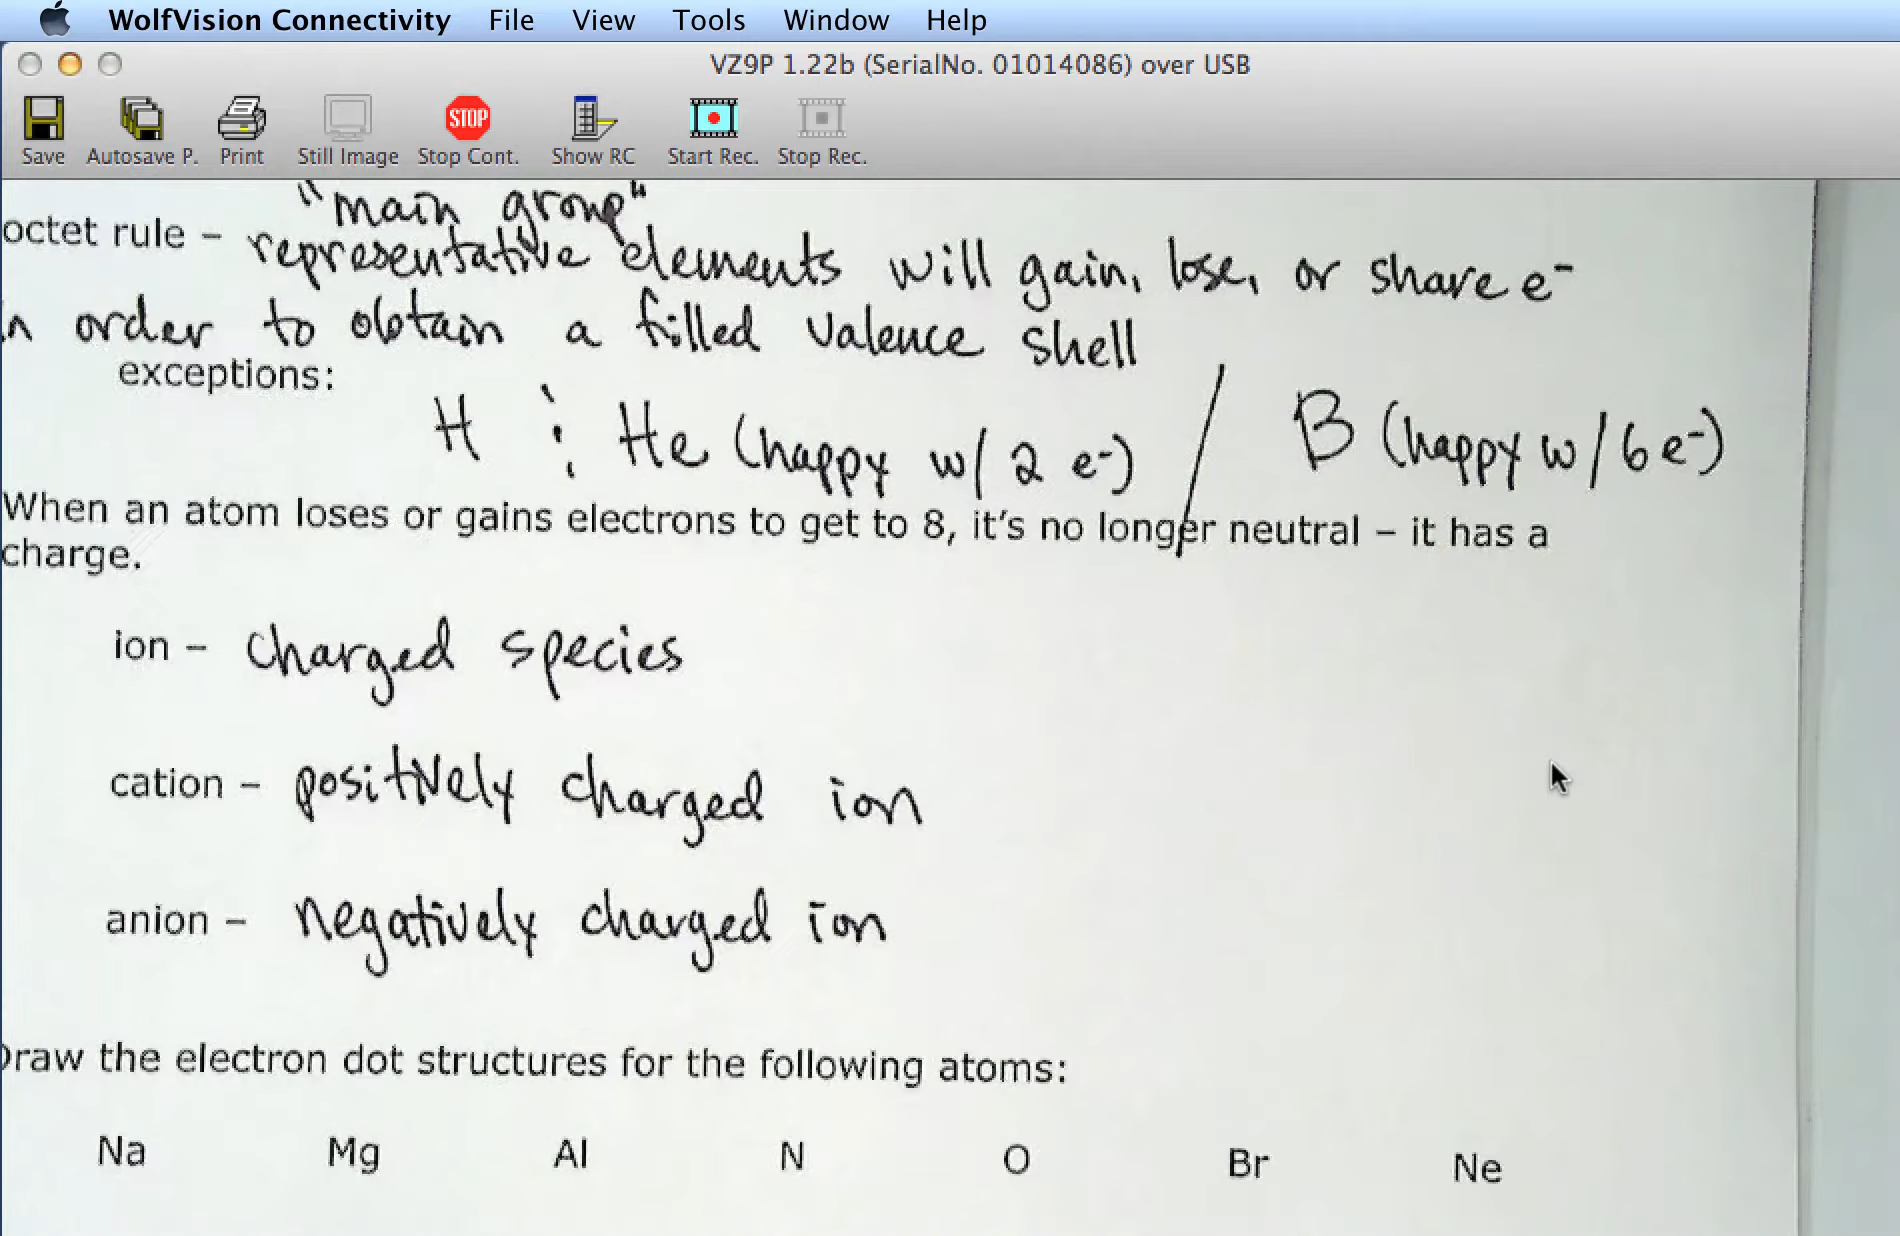 WolfVision Connectivity File View Tools Window Help
VZ9P 1.22b (SerialNo. 01014086) over USB
Save Autosave P. Print Still Image Stop Cont. Show RC Start Rec. Stop Rec.
STOP
"main group"
octet rule – representative elements will gain, lose, or share e⁻
n order to obtain a filled valence shell
exceptions:
H ; He (happy w/ 2 e⁻) / B (happy w/ 6 e⁻)
When an atom loses or gains electrons to get to 8, it's no longer neutral – it has a
charge.
ion – charged species
cation – positively charged ion
anion – negatively charged ion
Draw the electron dot structures for the following atoms:
Na Mg Al N O Br Ne